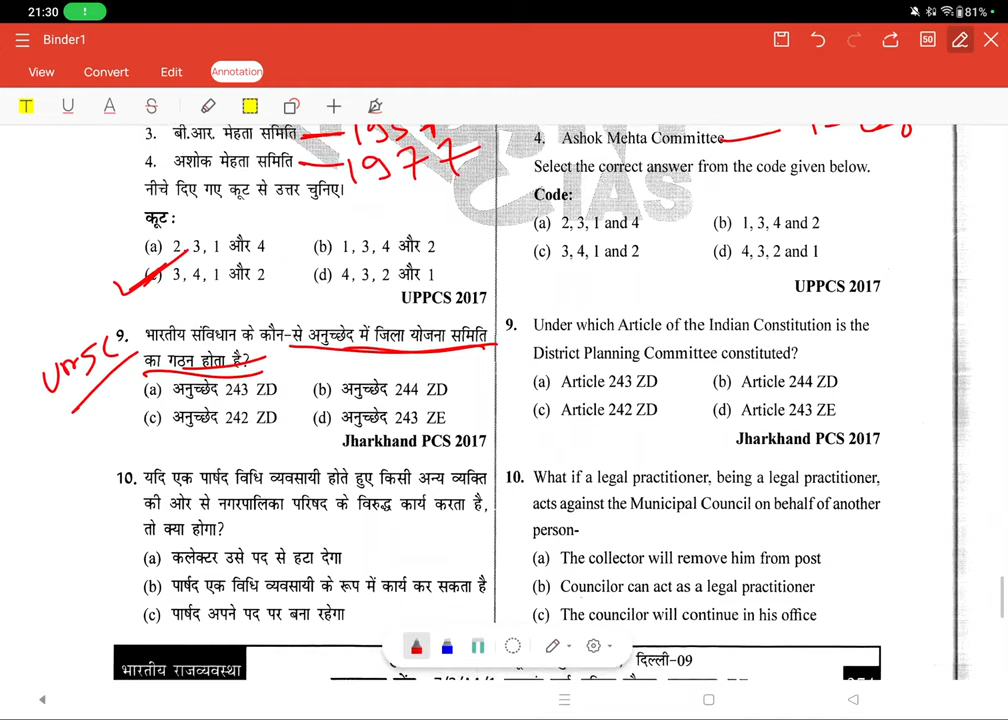 21:30
81%
Binder1
50
View Convert Edit Annotation
T U A S
3. बी.आर. मेहता समिति — 1957
4. अशोक मेहता समिति — 1977
नीचे दिए गए कूट से उत्तर चुनिए।
कूट :
(a) 2, 3, 1 और 4 (b) 1, 3, 4 और 2
(c) 3, 4, 1 और 2 (d) 4, 3, 2 और 1
UPPCS 2017
9. भारतीय संविधान के कौन-से अनुच्छेद में जिला योजना समिति
का गठन होता है?
(a) अनुच्छेद 243 ZD (b) अनुच्छेद 244 ZD
(c) अनुच्छेद 242 ZD (d) अनुच्छेद 243 ZE
Jharkhand PCS 2017
10. यदि एक पार्षद विधि व्यवसायी होते हुए किसी अन्य व्यक्ति
की ओर से नगरपालिका परिषद के विरुद्ध कार्य करता है,
तो क्या होगा?
(a) कलेक्टर उसे पद से हटा देगा
(b) पार्षद एक विधि व्यवसायी के रूप में कार्य कर सकता है
(c) पार्षद अपने पद पर बना रहेगा
भारतीय राजव्यवस्था
4. Ashok Mehta Committee
Select the correct answer from the code given below.
Code:
(a) 2, 3, 1 and 4 (b) 1, 3, 4 and 2
(c) 3, 4, 1 and 2 (d) 4, 3, 2 and 1
UPPCS 2017
9. Under which Article of the Indian Constitution is the
District Planning Committee constituted?
(a) Article 243 ZD (b) Article 244 ZD
(c) Article 242 ZD (d) Article 243 ZE
Jharkhand PCS 2017
10. What if a legal practitioner, being a legal practitioner,
acts against the Municipal Council on behalf of another
person-
(a) The collector will remove him from post
(b) Councilor can act as a legal practitioner
(c) The councilor will continue in his office
दिल्ली-09
IAS